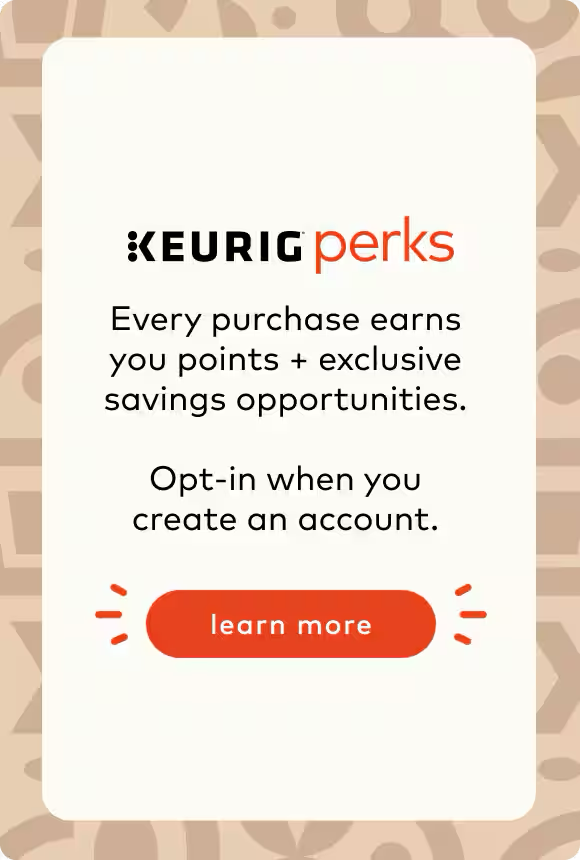 KEURIG perks
Every purchase earns
you points + exclusive
savings opportunities.
Opt-in when you
create an account.
learn more